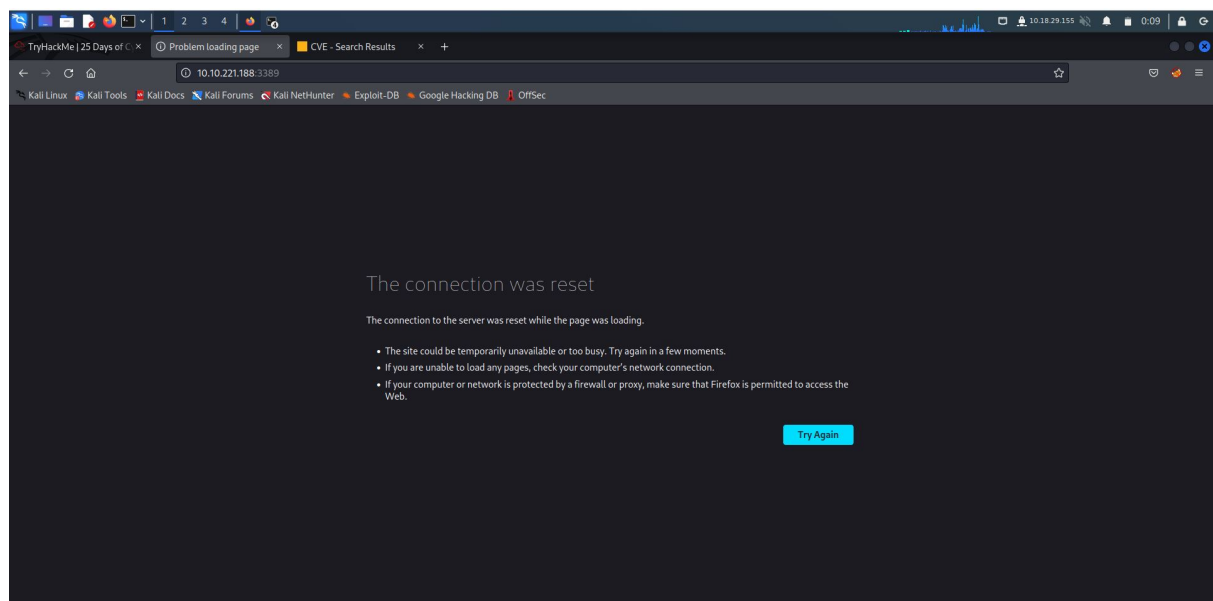 1 2 3 4 10.18.29.155 0:09
TryHackMe | 25 Days of C × Problem loading page × CVE - Search Results × +
10.10.221.188:3389
Kali Linux Kali Tools Kali Docs Kali Forums Kali NetHunter Exploit-DB Google Hacking DB OffSec
The connection was reset
The connection to the server was reset while the page was loading.
• The site could be temporarily unavailable or too busy. Try again in a few moments.
• If you are unable to load any pages, check your computer's network connection.
• If your computer or network is protected by a firewall or proxy, make sure that Firefox is permitted to access the
Web.
Try Again